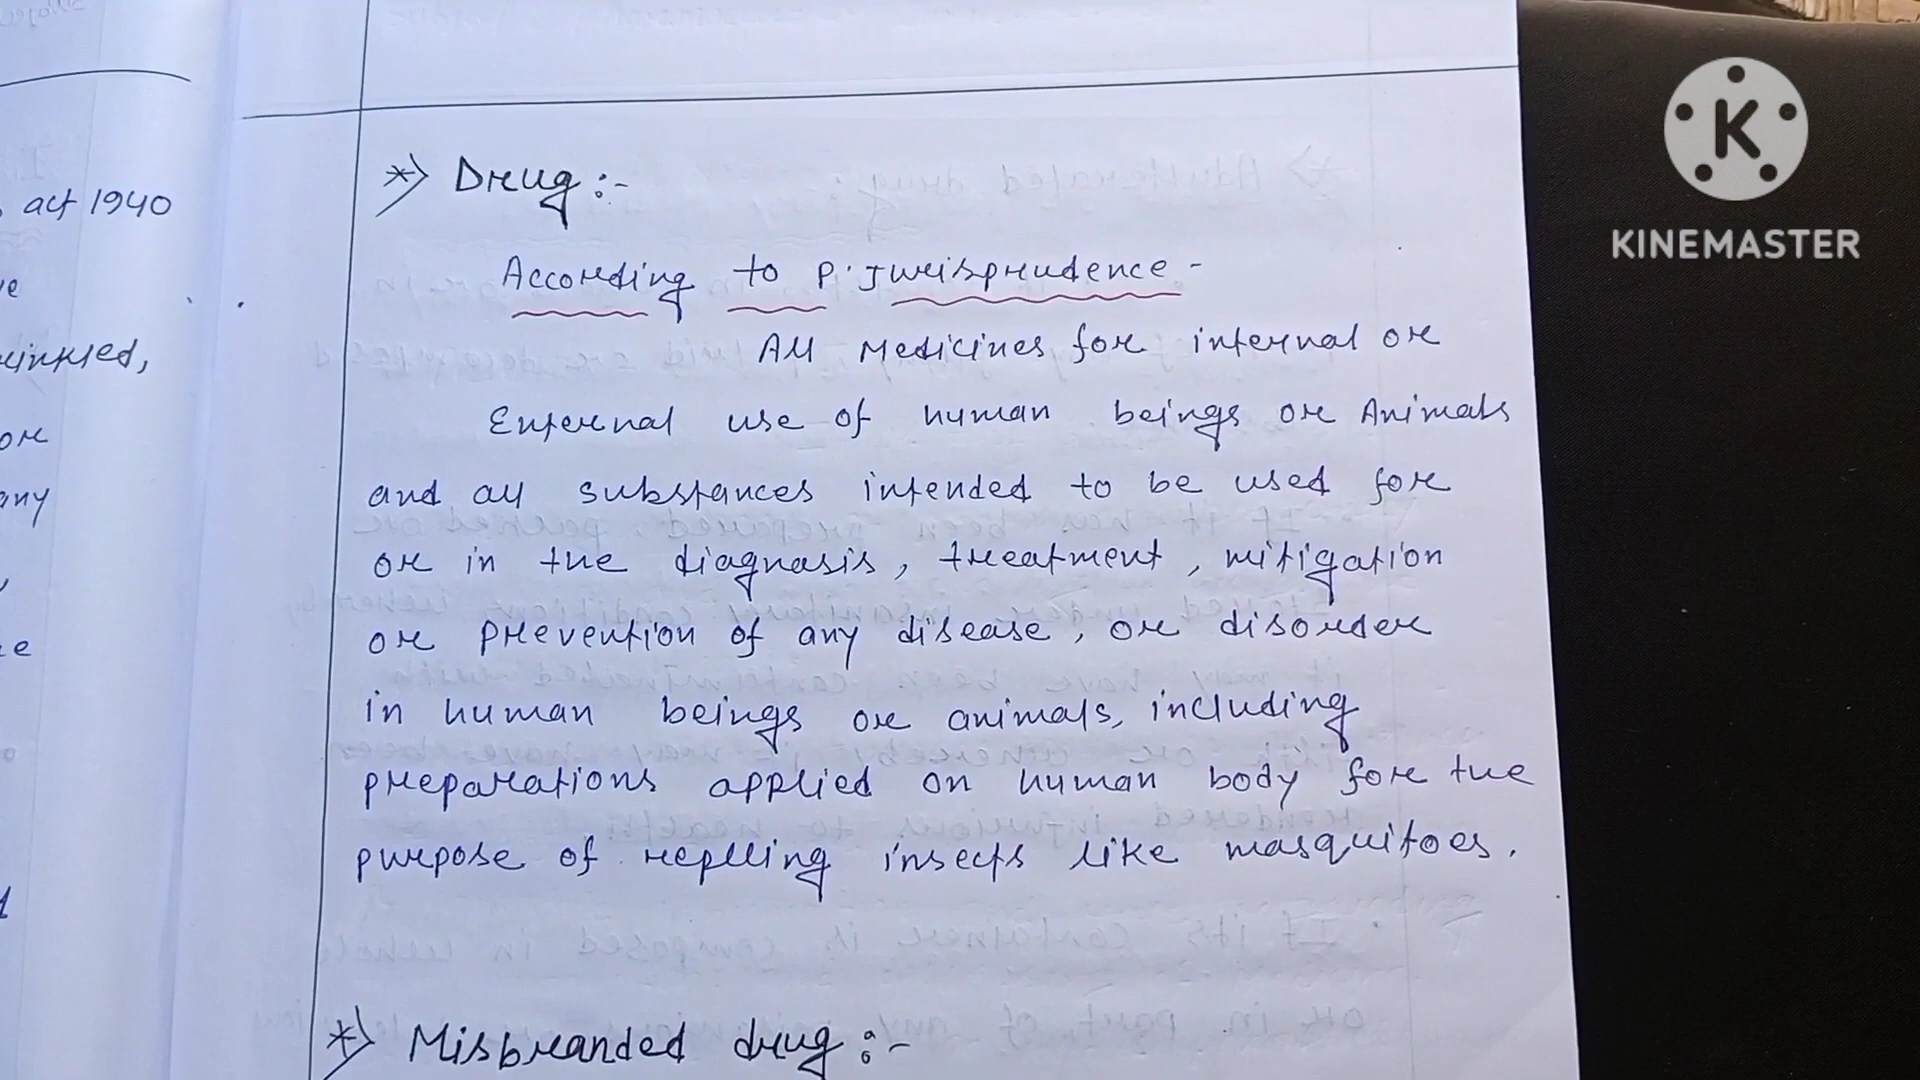 act 1940
any
*) Drug :-
According to P. Jurisprudence -
All Medicines for internal or
External use of human beings or Animals
and all substances intended to be used for
or in the diagnosis, treatment, mitigation
or prevention of any disease, or disorder
in human beings or animals, including
preparations applied on human body for the
purpose of replling insects like masquitoes.
*) Misbranded drug :-
KINEMASTER